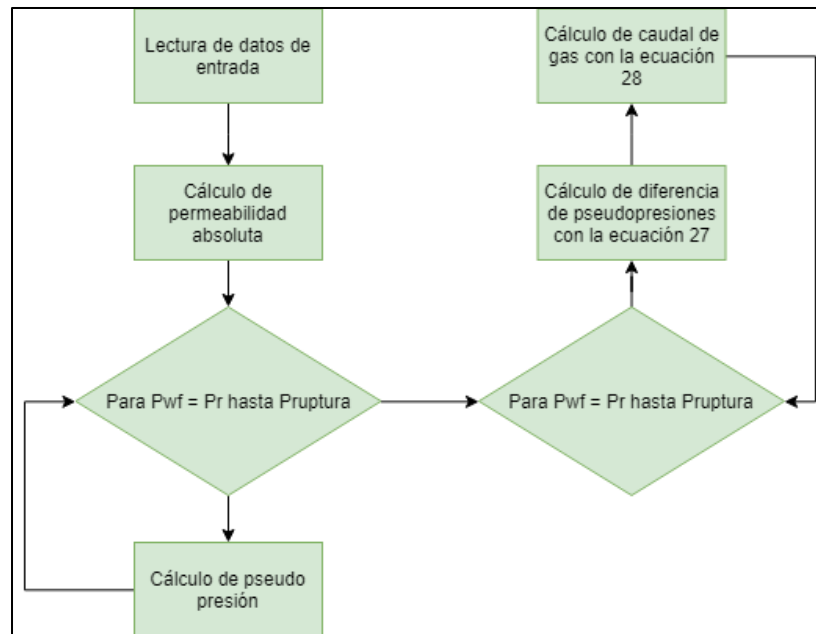 Lectura de datos de
entrada
Cálculo de
permeabilidad
absoluta
Para Pwf = Pr hasta Pruptura
Cálculo de pseudo
presión
Para Pwf = Pr hasta Pruptura
Cálculo de diferencia
de pseudopresiones
con la ecuación 27
Cálculo de caudal de
gas con la ecuación
28